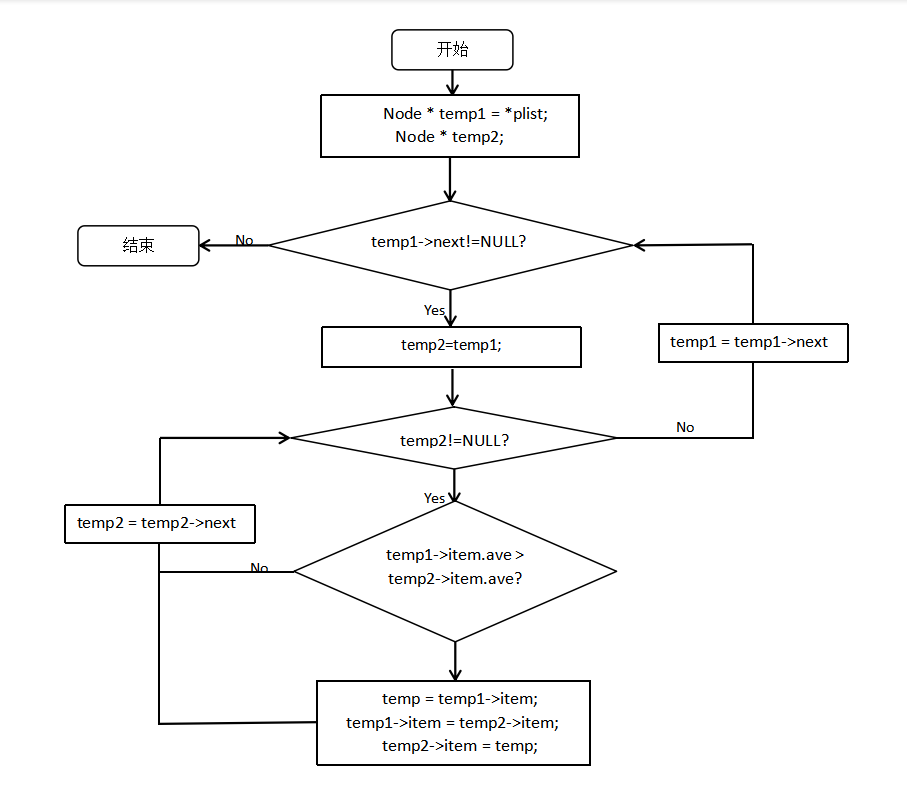 开始
Node * temp1 = *plist;
Node * temp2;
结束
No
temp1->next!=NULL?
Yes
temp2=temp1;
temp1 = temp1->next
temp2!=NULL?
No
Yes
temp2 = temp2->next
temp1->item.ave >
temp2->item.ave?
No
temp = temp1->item;
temp1->item = temp2->item;
temp2->item = temp;